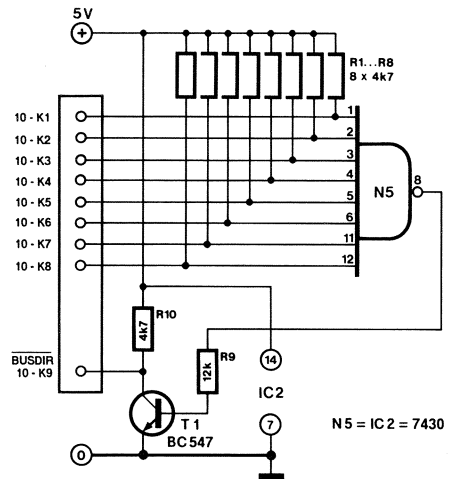 5V
+
R1...R8
8 x 4k7
10-K1
10-K2
10-K3
10-K4
10-K5
10-K6
10-K7
10-K8
1
2
3
4
5
6
11
12
N5
8
R10
4k7
R9
12k
14
IC2
7
BUSDIR
10-K9
T1
BC547
N5 = IC2 = 7430
0